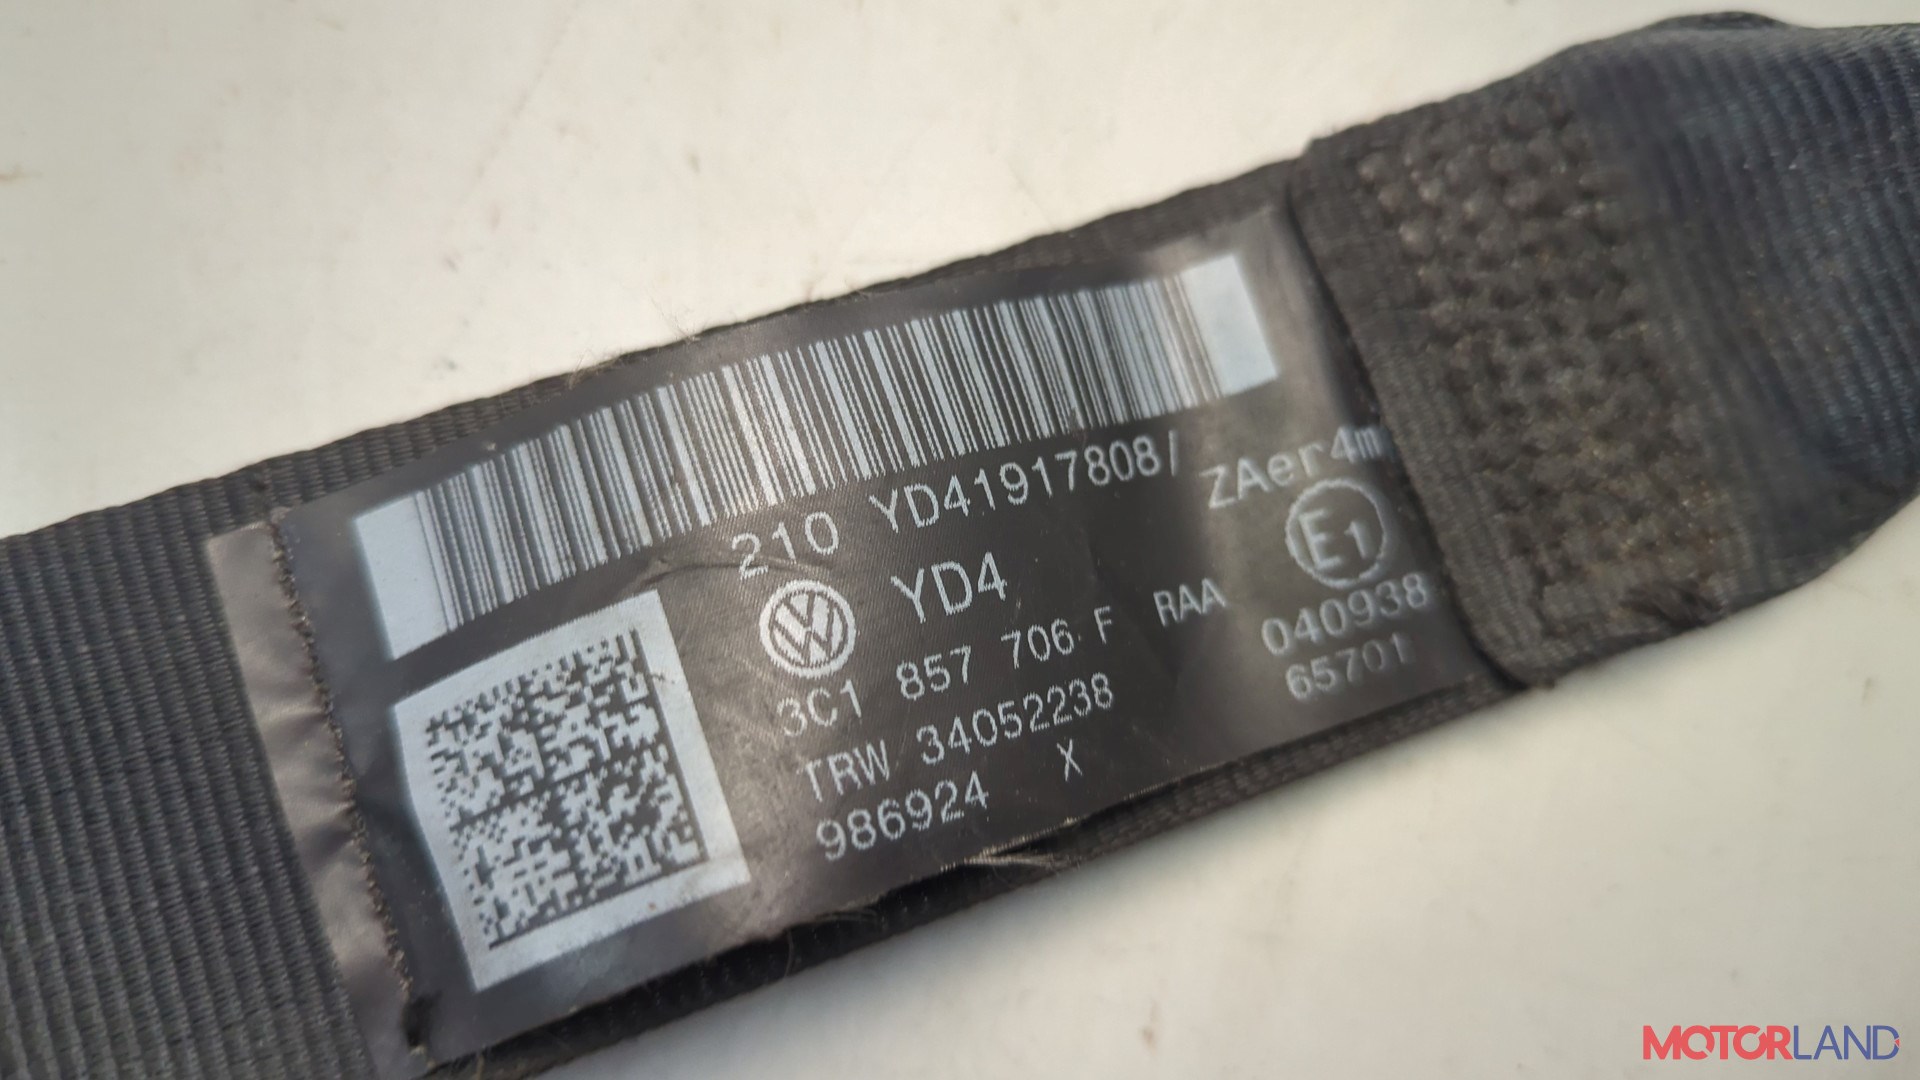 210 YD41917808/ ZAer4m
YD4
E1
3C1 857 706 F RAA
040938
TRW 34052238
65701
986924 X
MOTORLAND